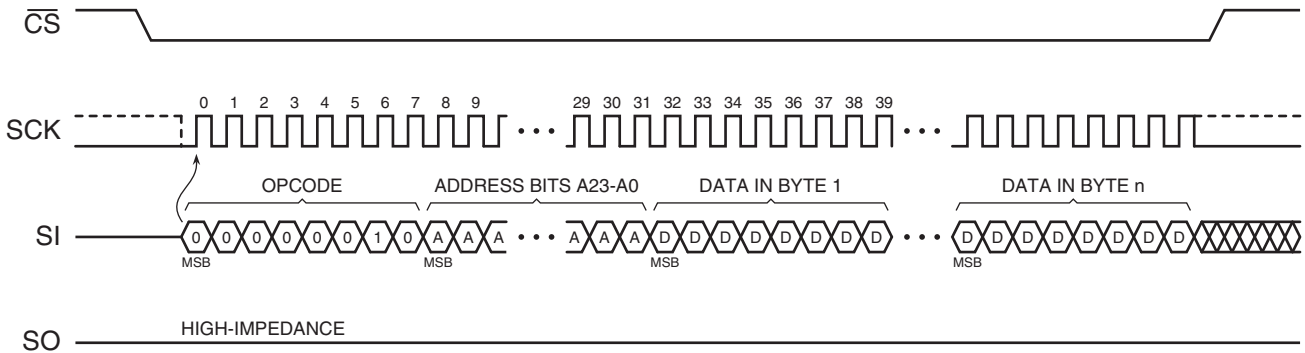 CS
0 1 2 3 4 5 6 7 8 9 29 30 31 32 33 34 35 36 37 38 39
SCK
OPCODE ADDRESS BITS A23-A0 DATA IN BYTE 1 DATA IN BYTE n
SI 0 0 0 0 0 0 1 0 A A A A A A D D D D D D D D D D D D D D D D
MSB MSB MSB MSB
HIGH-IMPEDANCE
SO